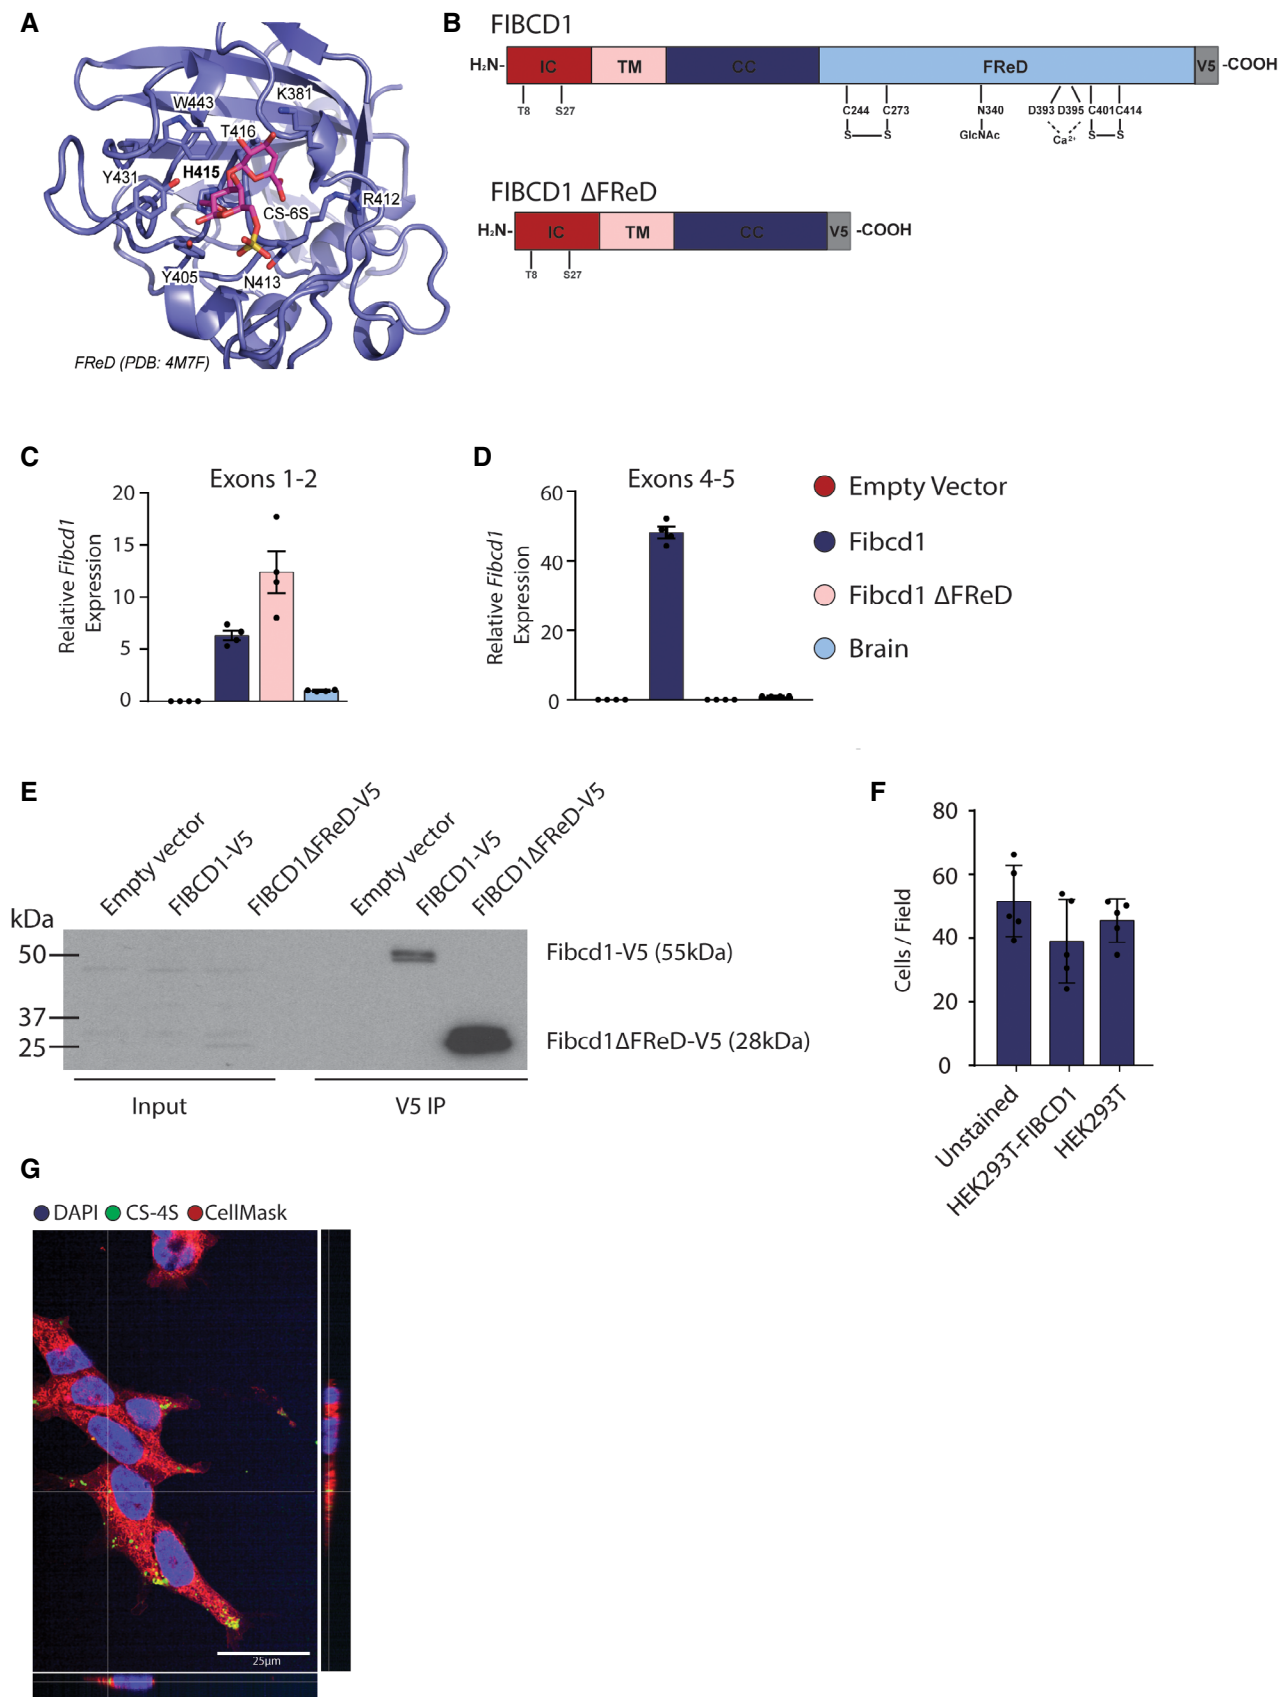 A
W443
K381
T416
Y431
H415
R412
CS-6S
Y405
N413
FReD (PDB: 4M7F)
B
FIBCD1
H₂N- IC TM CC FReD V5 -COOH
T8 S27 C244 C273 N340 D393 D395 C401 C414
S S GlcNAc Ca²⁺ S S
FIBCD1 ΔFReD
H₂N- IC TM CC V5 -COOH
T8 S27
C
Exons 1-2
Relative Fibcd1
Expression
20
15
10
5
0
D
Exons 4-5
Relative Fibcd1
Expression
60
40
20
0
Empty Vector
Fibcd1
Fibcd1 ΔFReD
Brain
E
Empty vector
FIBCD1-V5
FIBCD1ΔFReD-V5
Empty vector
FIBCD1-V5
FIBCD1ΔFReD-V5
kDa
50
37
25
Fibcd1-V5 (55kDa)
Fibcd1ΔFReD-V5 (28kDa)
Input
V5 IP
F
Cells / Field
80
60
40
20
0
Unstained
HEK293T-FIBCD1
HEK293T
G
DAPI CS-4S CellMask
25μm